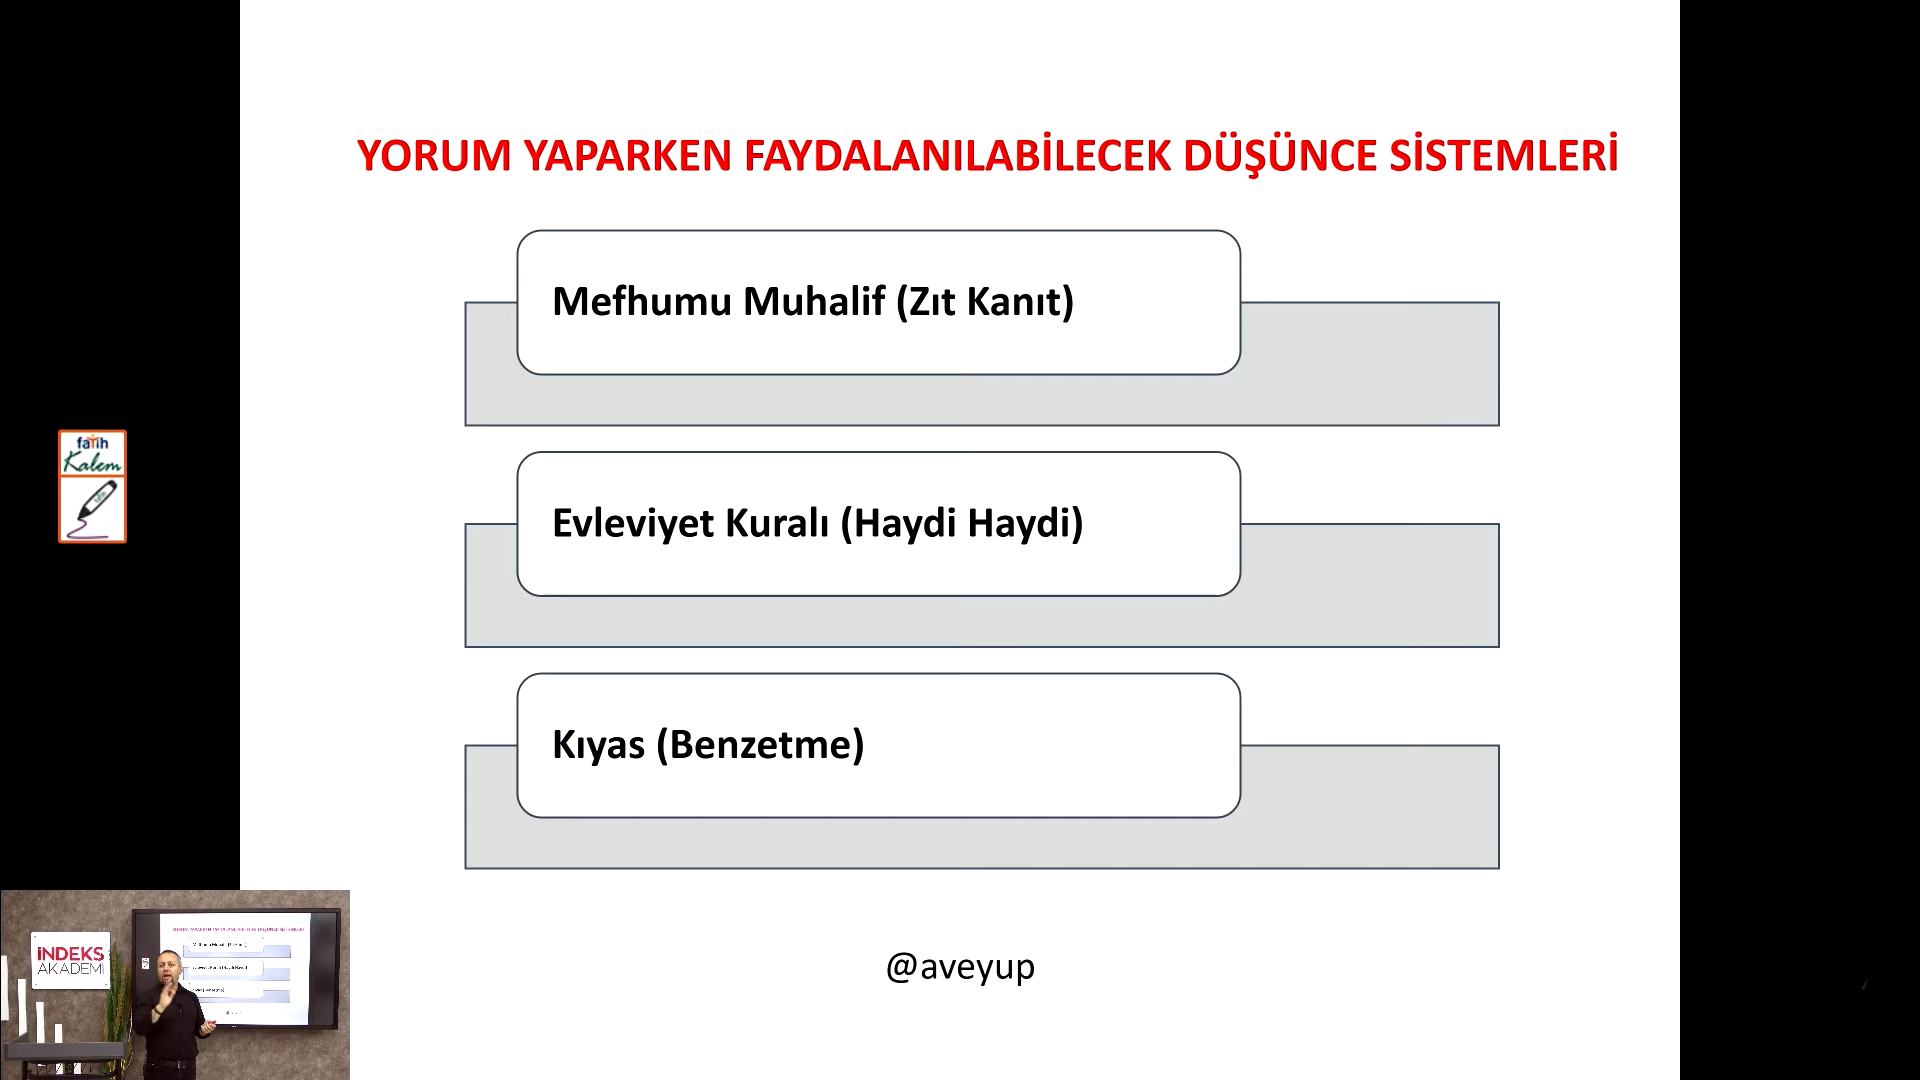 YORUM YAPARKEN FAYDALANILABİLECEK DÜŞÜNCE SİSTEMLERİ
Mefhumu Muhalif (Zıt Kanıt)
Evleviyet Kuralı (Haydi Haydi)
Kıyas (Benzetme)
@aveyup
fatih
Kalem
İNDEKS
AKADEMİ